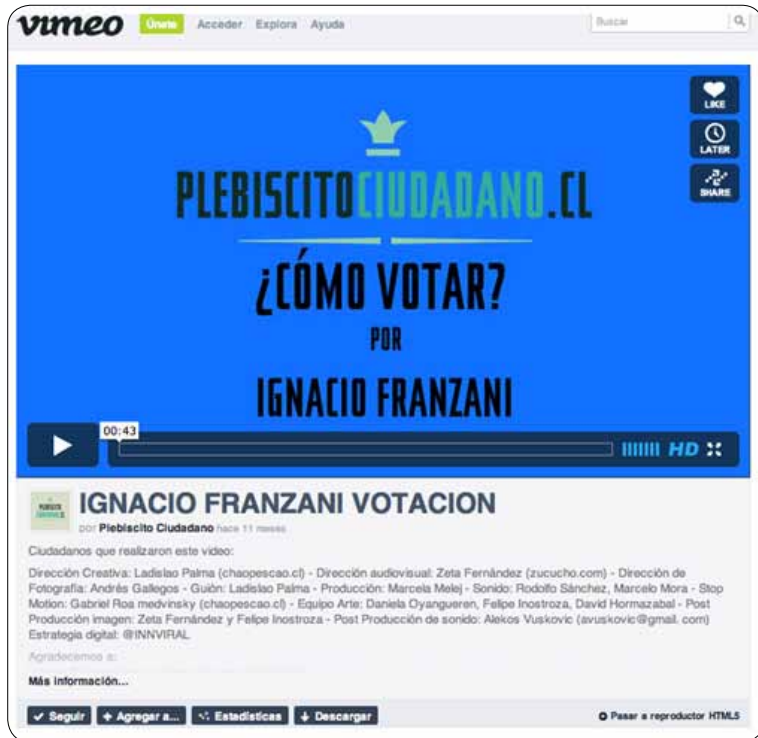 vimeo Únete Acceder Explora Ayuda Buscar
LIKE
LATER
SHARE
PLEBISCITOCIUDADANO.CL
¿CÓMO VOTAR?
POR
IGNACIO FRANZANI
00:43
HD
IGNACIO FRANZANI VOTACION
por Plebiscito Ciudadano hace 11 meses
Ciudadanos que realizaron este video:
Dirección Creativa: Ladislao Palma (chaopescao.cl) - Dirección audiovisual: Zeta Fernández (zucucho.com) - Dirección de
Fotografía: Andrés Gallegos - Guión: Ladislao Palma - Producción: Marcela Melej - Sonido: Rodolfo Sánchez, Marcelo Mora - Stop
Motion: Gabriel Roa medvinsky (chaopescao.cl) - Equipo Arte: Daniela Oyangueren, Felipe Inostroza, David Hormazabal - Post
Producción imagen: Zeta Fernández y Felipe Inostroza - Post Producción de sonido: Alekos Vuskovic (avuskovic@gmail. com)
Estrategia digital: @INNVIRAL
Agradecemos a:
Más información...
Seguir Agregar a... Estadísticas Descargar Pasar a reproductor HTML5